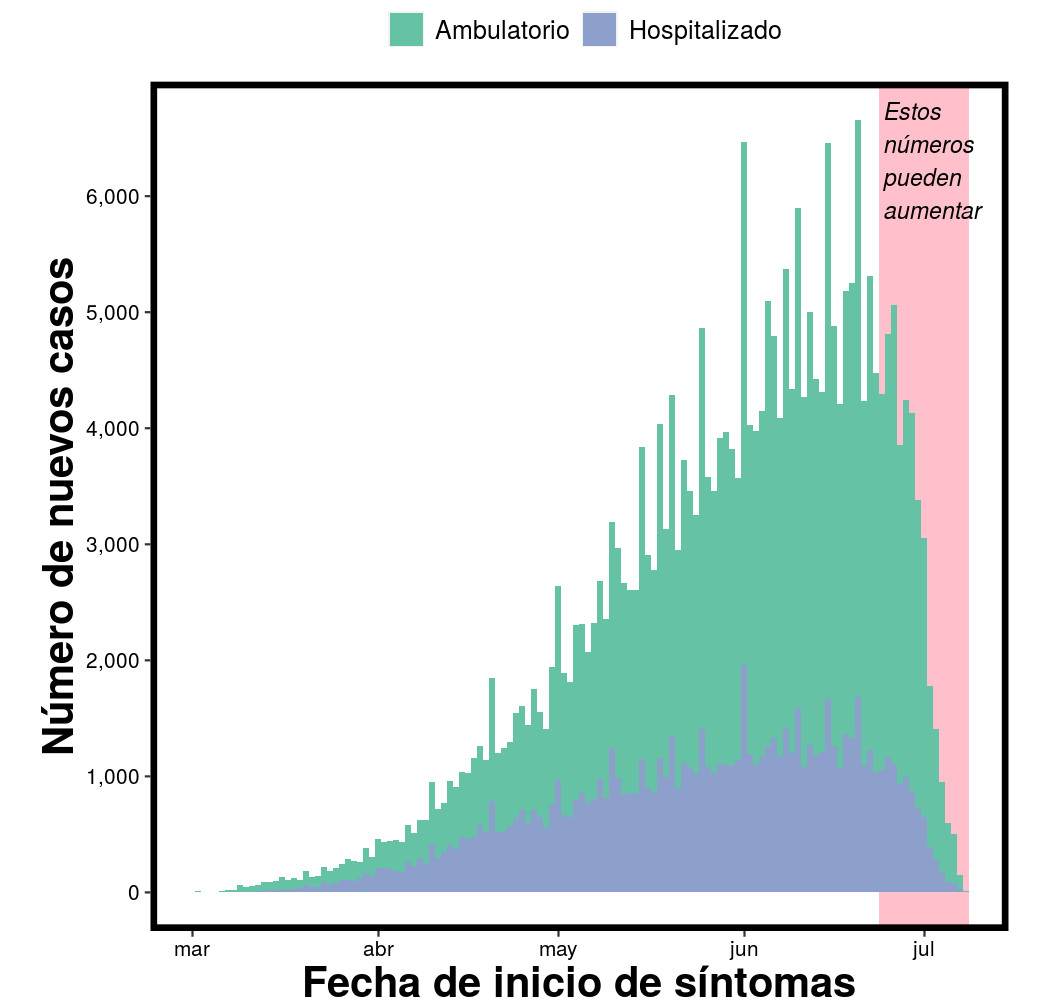 Ambulatorio Hospitalizado
Estos
números
pueden
aumentar
6,000
5,000
4,000
3,000
2,000
1,000
0
Número de nuevos casos
mar abr may jun jul
Fecha de inicio de síntomas